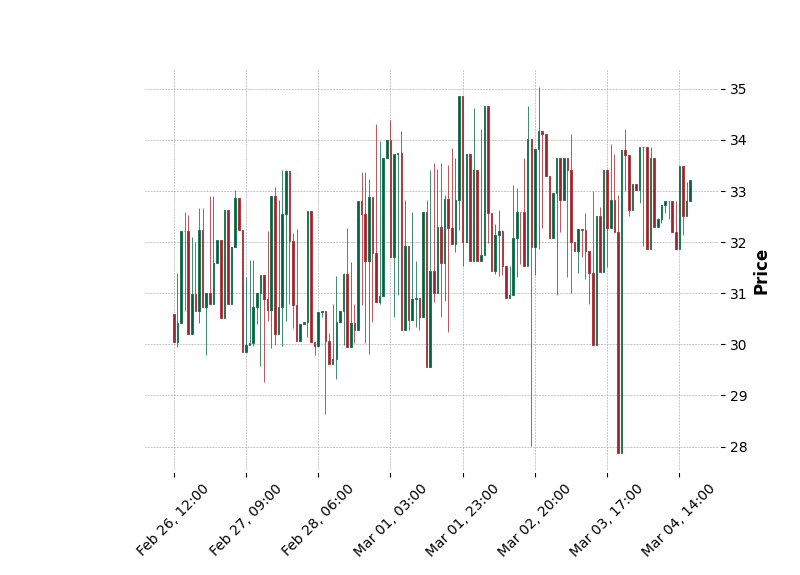 35
34
33
32
31
30
29
28
Price
Feb 26, 12:00
Feb 27, 09:00
Feb 28, 06:00
Mar 01, 03:00
Mar 01, 23:00
Mar 02, 20:00
Mar 03, 17:00
Mar 04, 14:00